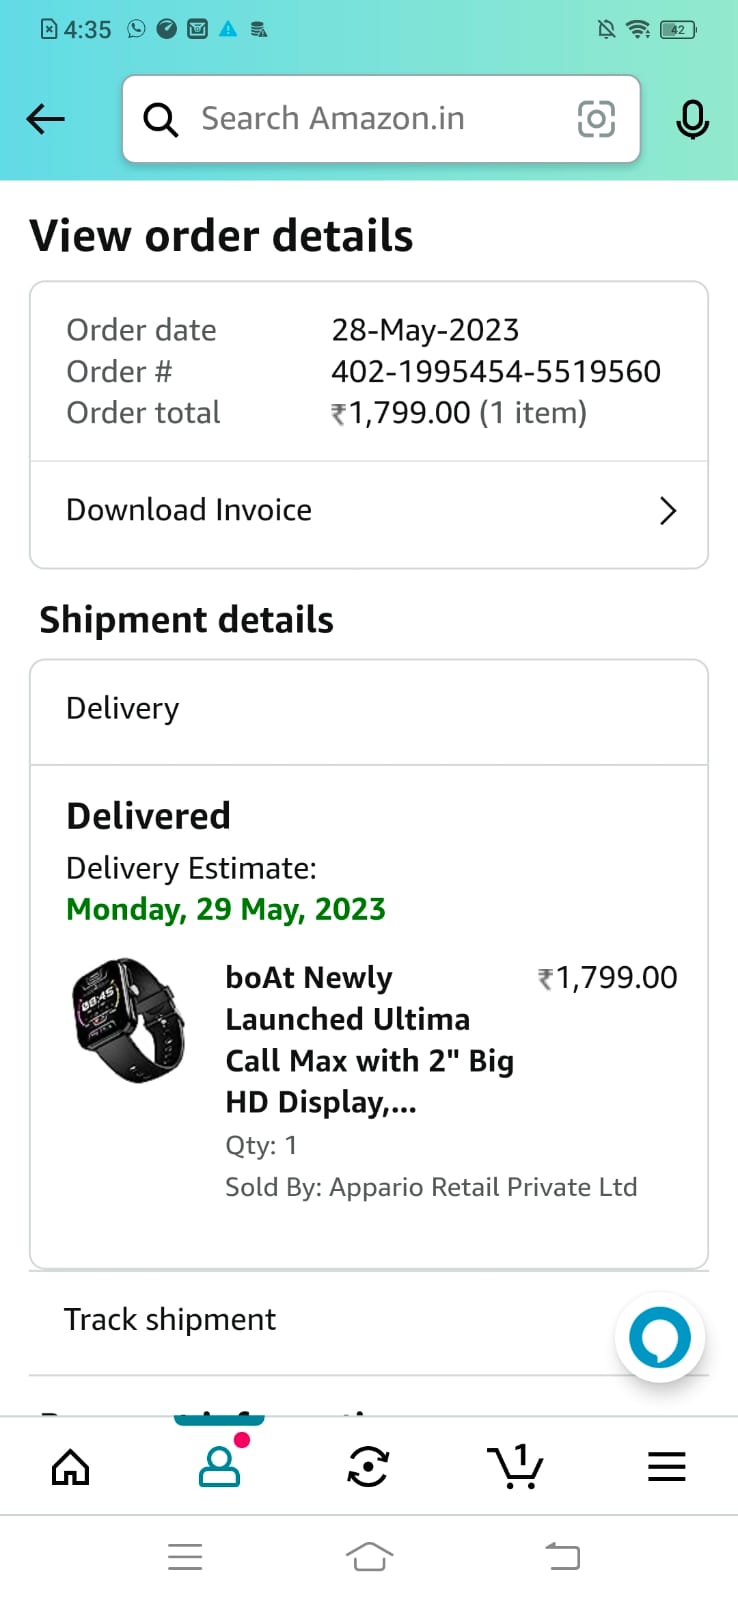 4:35
42
Search Amazon.in
View order details
Order date 28-May-2023
Order # 402-1995454-5519560
Order total ₹1,799.00 (1 item)
Download Invoice
Shipment details
Delivery
Delivered
Delivery Estimate:
Monday, 29 May, 2023
08:45
boAt Newly ₹1,799.00
Launched Ultima
Call Max with 2" Big
HD Display,...
Qty: 1
Sold By: Appario Retail Private Ltd
Track shipment
1